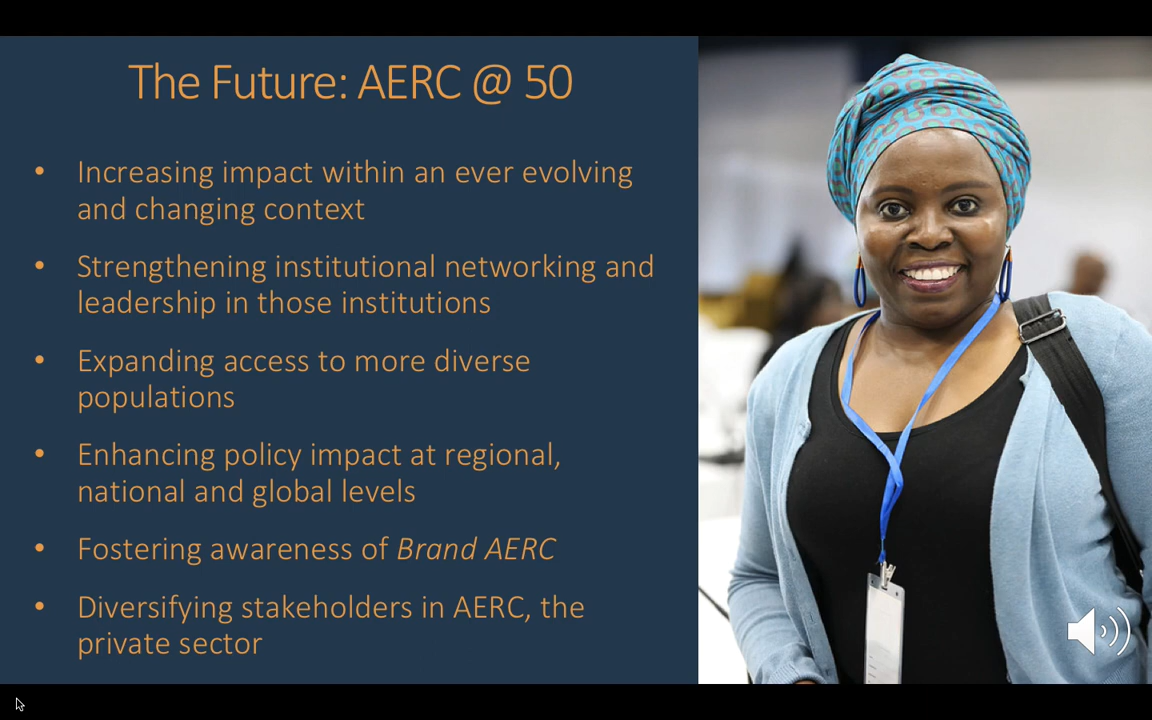 The Future: AERC @ 50
• Increasing impact within an ever evolving
and changing context
• Strengthening institutional networking and
leadership in those institutions
• Expanding access to more diverse
populations
• Enhancing policy impact at regional,
national and global levels
• Fostering awareness of Brand AERC
• Diversifying stakeholders in AERC, the
private sector